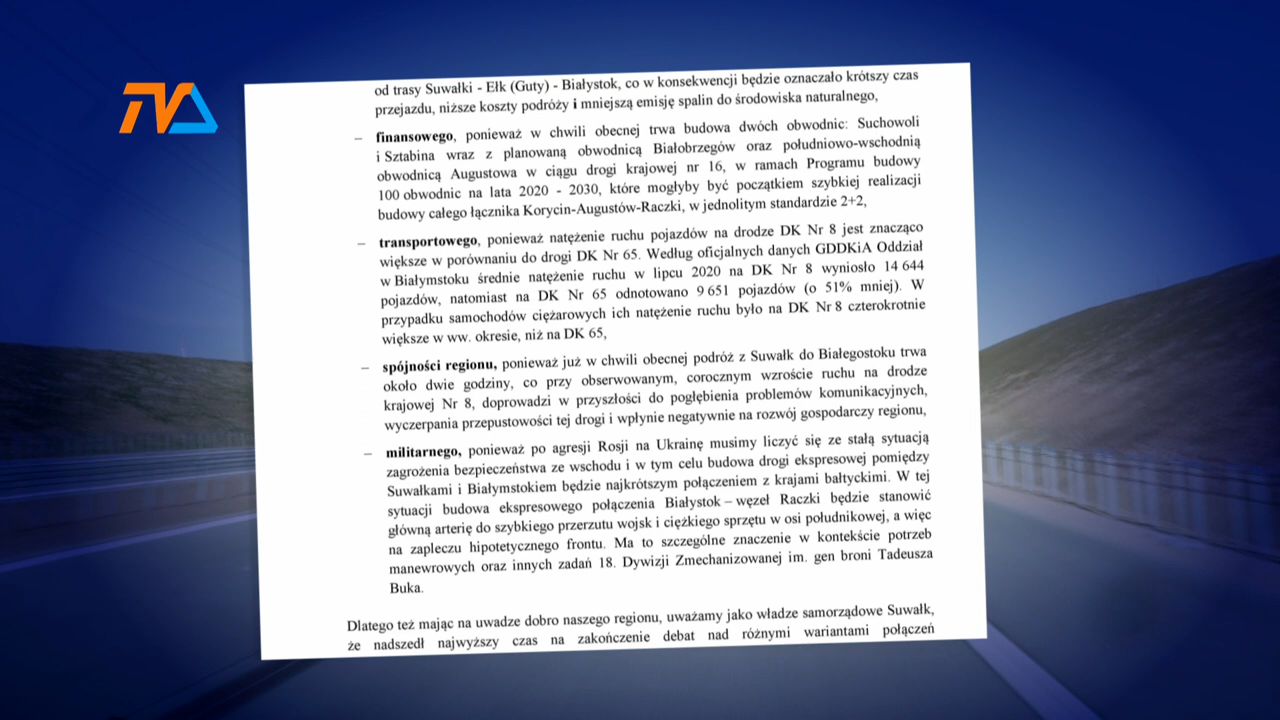 TVA
od trasy Suwałki - Ełk (Guty) - Białystok, co w konsekwencji będzie oznaczało krótszy czas
przejazdu, niższe koszty podróży i mniejszą emisję spalin do środowiska naturalnego,
– finansowego, ponieważ w chwili obecnej trwa budowa dwóch obwodnic: Suchowoli
i Sztabina wraz z planowaną obwodnicą Białobrzegów oraz południowo-wschodnią
obwodnicą Augustowa w ciągu drogi krajowej nr 16, w ramach Programu budowy
100 obwodnic na lata 2020 - 2030, które mogłyby być początkiem szybkiej realizacji
budowy całego łącznika Korycin-Augustów-Raczki, w jednolitym standardzie 2+2,
– transportowego, ponieważ natężenie ruchu pojazdów na drodze DK Nr 8 jest znacząco
większe w porównaniu do drogi DK Nr 65. Według oficjalnych danych GDDKiA Oddział
w Białymstoku średnie natężenie ruchu w lipcu 2020 na DK Nr 8 wyniosło 14 644
pojazdów, natomiast na DK Nr 65 odnotowano 9 651 pojazdów (o 51% mniej). W
przypadku samochodów ciężarowych ich natężenie ruchu było na DK Nr 8 czterokrotnie
większe w ww. okresie, niż na DK 65,
– spójności regionu, ponieważ już w chwili obecnej podróż z Suwałk do Białegostoku trwa
około dwie godziny, co przy obserwowanym, corocznym wzroście ruchu na drodze
krajowej Nr 8, doprowadzi w przyszłości do pogłębienia problemów komunikacyjnych,
wyczerpania przepustowości tej drogi i wpłynie negatywnie na rozwój gospodarczy regionu,
– militarnego, ponieważ po agresji Rosji na Ukrainę musimy liczyć się ze stałą sytuacją
zagrożenia bezpieczeństwa ze wschodu i w tym celu budowa drogi ekspresowej pomiędzy
Suwałkami i Białymstokiem będzie najkrótszym połączeniem z krajami bałtyckimi. W tej
sytuacji budowa ekspresowego połączenia Białystok – węzeł Raczki będzie stanowić
główną arterię do szybkiego przerzutu wojsk i ciężkiego sprzętu w osi południkowej, a więc
na zapleczu hipotetycznego frontu. Ma to szczególne znaczenie w kontekście potrzeb
manewrowych oraz innych zadań 18. Dywizji Zmechanizowanej im. gen broni Tadeusza
Buka.
Dlatego też mając na uwadze dobro naszego regionu, uważamy jako władze samorządowe Suwałk,
że nadszedł najwyższy czas na zakończenie debat nad różnymi wariantami połączeń